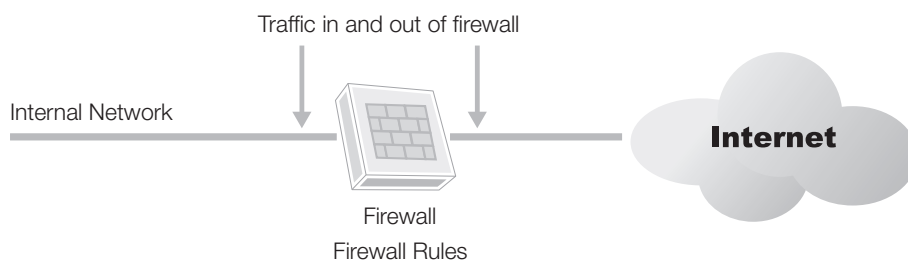 Traffic in and out of firewall
Internal Network
Internet
Firewall
Firewall Rules